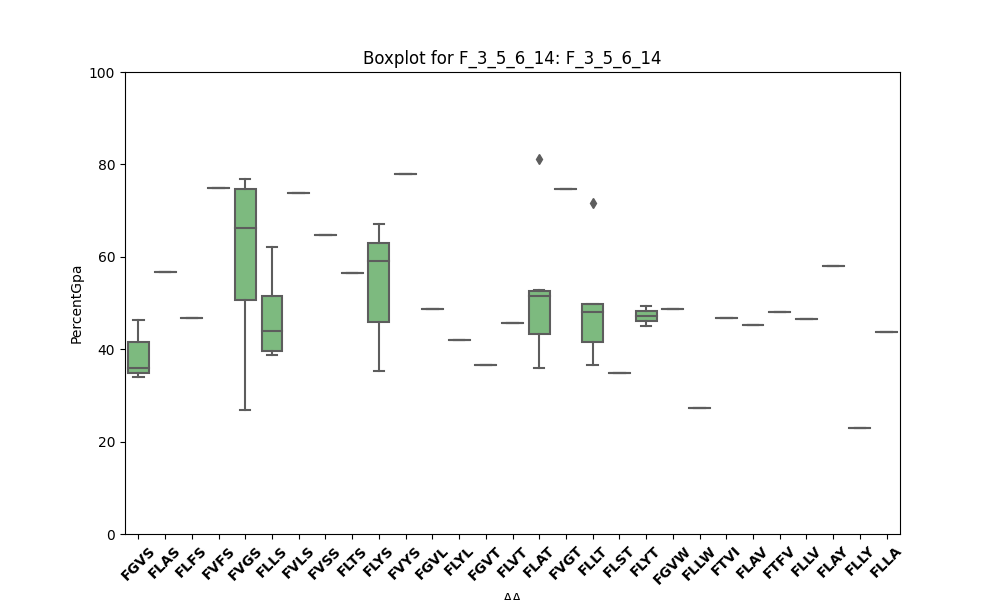 Boxplot for F_3_5_6_14: F_3_5_6_14
100
80
60
40
20
0
PercentGpa
FGVS FLAS FLFS FVFS FVGS FLLS FVLS FVSS FLTS FLYS FVYS FGVL FLYL FGVT FLVT FLAT FVGT FLLT FLST FLYT FGVW FLLW FTVI FLAV FTFV FLLV FLAY FLLY FLLA
AA